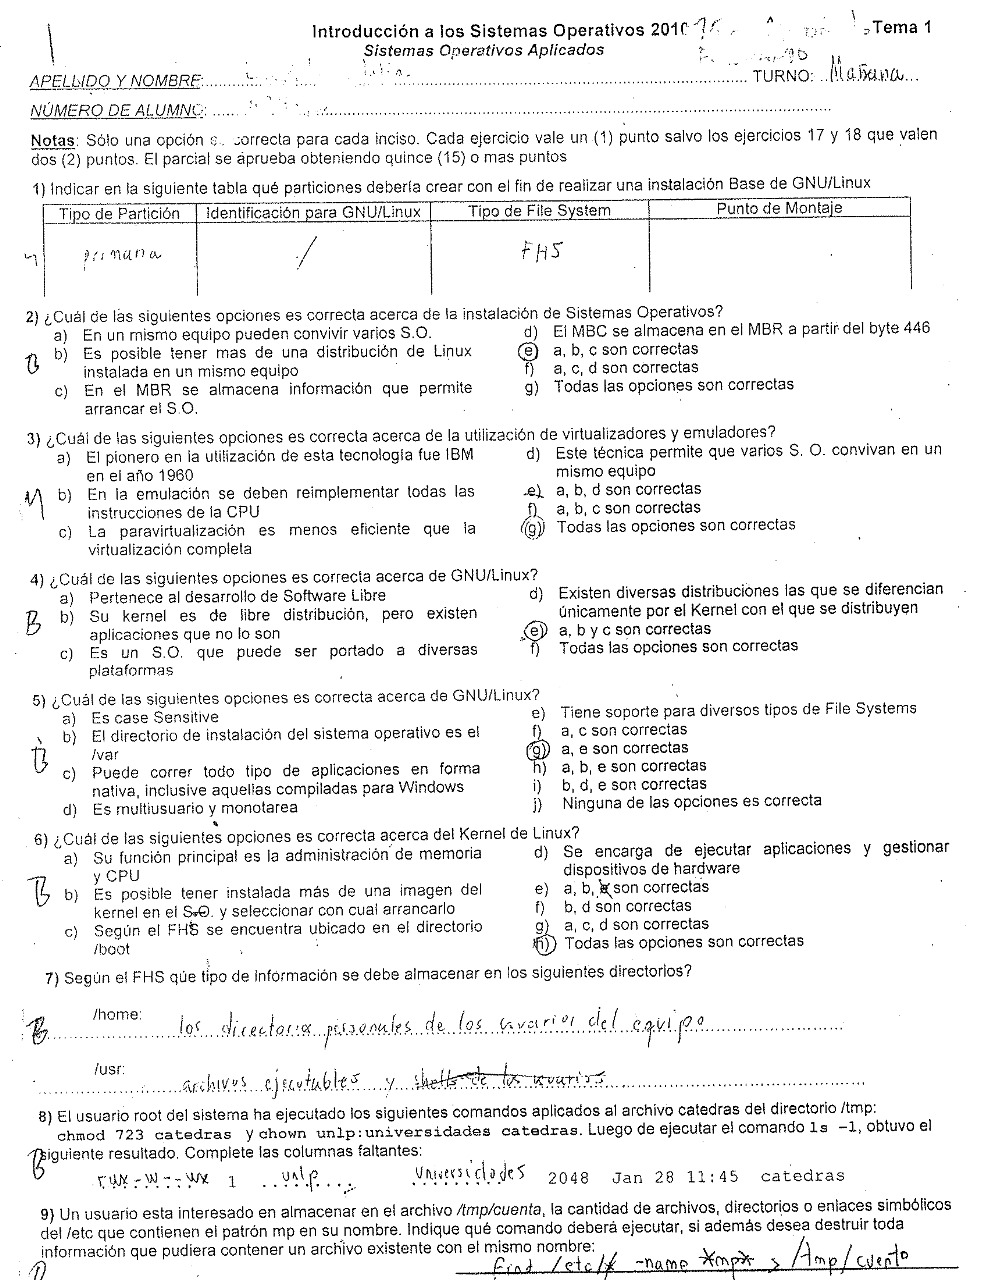 Introducción a los Sistemas Operativos 2010 Tema 1
Sistemas Operativos Aplicados
APELLIDO Y NOMBRE: TURNO: Mañana
NÚMERO DE ALUMNO:
Notas: Sólo una opción correcta para cada inciso. Cada ejercicio vale un (1) punto salvo los ejercicios 17 y 18 que valen
dos (2) puntos. El parcial se aprueba obteniendo quince (15) o mas puntos
1) Indicar en la siguiente tabla qué particiones debería crear con el fin de realizar una instalación Base de GNU/Linux
Tipo de Partición Identificación para GNU/Linux Tipo de File System Punto de Montaje
M primaria / FHS
2) ¿Cuál de las siguientes opciones es correcta acerca de la instalación de Sistemas Operativos?
a) En un mismo equipo pueden convivir varios S.O.
B b) Es posible tener mas de una distribución de Linux
instalada en un mismo equipo
c) En el MBR se almacena información que permite
arrancar el S.O.
d) El MBC se almacena en el MBR a partir del byte 446
e) a, b, c son correctas
f) a, c, d son correctas
g) Todas las opciones son correctas
3) ¿Cuál de las siguientes opciones es correcta acerca de la utilización de virtualizadores y emuladores?
a) El pionero en la utilización de esta tecnología fue IBM
en el año 1960
M b) En la emulación se deben reimplementar todas las
instrucciones de la CPU
c) La paravirtualización es menos eficiente que la
virtualización completa
d) Este técnica permite que varios S. O. convivan en un
mismo equipo
e) a, b, d son correctas
f) a, b, c son correctas
g) Todas las opciones son correctas
4) ¿Cuál de las siguientes opciones es correcta acerca de GNU/Linux?
a) Pertenece al desarrollo de Software Libre
B b) Su kernel es de libre distribución, pero existen
aplicaciones que no lo son
c) Es un S.O. que puede ser portado a diversas
plataformas
d) Existen diversas distribuciones las que se diferencian
únicamente por el Kernel con el que se distribuyen
e) a, b y c son correctas
f) Todas las opciones son correctas
5) ¿Cuál de las siguientes opciones es correcta acerca de GNU/Linux?
a) Es case Sensitive
B b) El directorio de instalación del sistema operativo es el
/var
c) Puede correr todo tipo de aplicaciones en forma
nativa, inclusive aquellas compiladas para Windows
d) Es multiusuario y monotarea
e) Tiene soporte para diversos tipos de File Systems
f) a, c son correctas
g) a, e son correctas
h) a, b, e son correctas
i) b, d, e son correctas
j) Ninguna de las opciones es correcta
6) ¿Cuál de las siguientes opciones es correcta acerca del Kernel de Linux?
a) Su función principal es la administración de memoria
y CPU
B b) Es posible tener instalada más de una imagen del
kernel en el S.O. y seleccionar con cual arrancarlo
c) Según el FHS se encuentra ubicado en el directorio
/boot
d) Se encarga de ejecutar aplicaciones y gestionar
dispositivos de hardware
e) a, b, son correctas
f) b, d son correctas
g) a, c, d son correctas
h) Todas las opciones son correctas
7) Según el FHS qué tipo de información se debe almacenar en los siguientes directorios?
B /home: los directorios personales de los usuarios del equipo
/usr: archivos ejecutables y shells de los usuarios
8) El usuario root del sistema ha ejecutado los siguientes comandos aplicados al archivo catedras del directorio /tmp:
chmod 723 catedras y chown unlp:universidades catedras. Luego de ejecutar el comando ls -l, obtuvo el
siguiente resultado. Complete las columnas faltantes:
B rwx-w--wx 1 unlp universidades 2048 Jan 28 11:45 catedras
9) Un usuario esta interesado en almacenar en el archivo /tmp/cuenta, la cantidad de archivos, directorios o enlaces simbólicos
del /etc que contienen el patrón mp en su nombre. Indique qué comando deberá ejecutar, si además desea destruir toda
información que pudiera contener un archivo existente con el mismo nombre:
find /etc/* -name *mp* > /tmp/cuenta